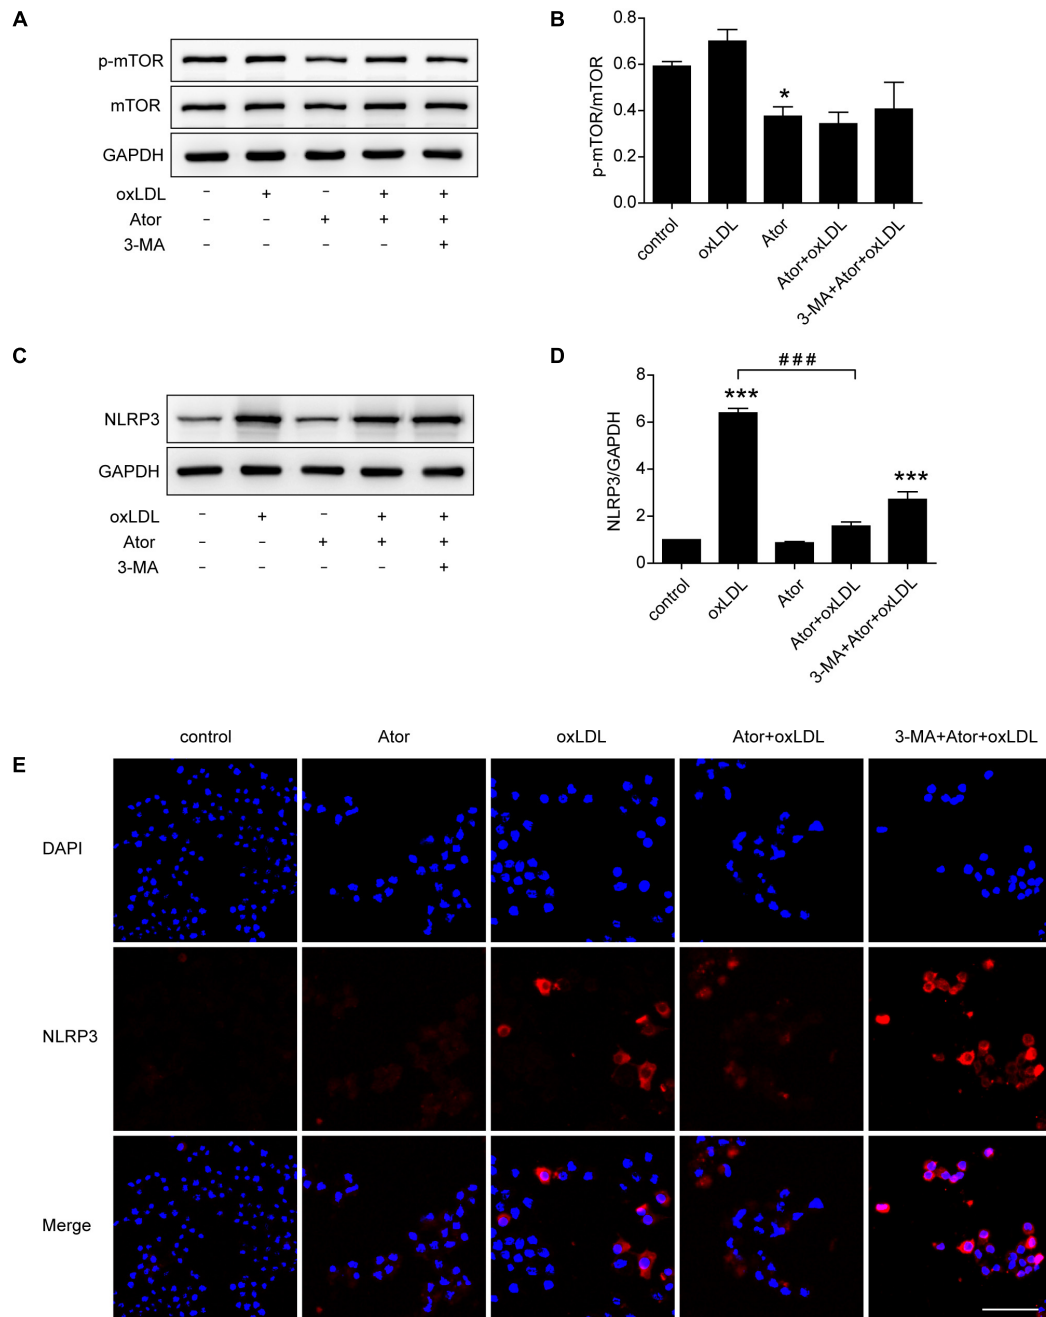 A
p-mTOR
mTOR
GAPDH
oxLDL – + – + +
Ator – – + + +
3-MA – – – – +
B
p-mTOR/mTOR
0.8
0.6
0.4
0.2
0.0
*
control
oxLDL
Ator
Ator+oxLDL
3-MA+Ator+oxLDL
C
NLRP3
GAPDH
oxLDL – + – + +
Ator – – + + +
3-MA – – – – +
D
NLRP3/GAPDH
8
6
4
2
0
###
***
***
control
oxLDL
Ator
Ator+oxLDL
3-MA+Ator+oxLDL
E
control Ator oxLDL Ator+oxLDL 3-MA+Ator+oxLDL
DAPI
NLRP3
Merge